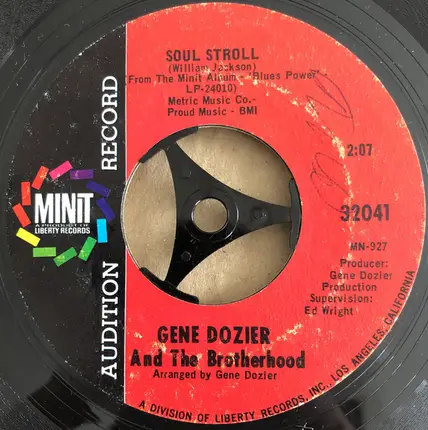 SOUL STROLL
(William Jackson)
"From The Minit Album - "Blues Power"
LP-24010)
Metric Music Co.-
Proud Music - BMI
2:07
32041
MN-927
Producer:
Gene Dozier
Production
Supervision:
Ed Wright
MINIT
A PRODUCT OF
LIBERTY RECORDS
AUDITION RECORD
GENE DOZIER
And The Brotherhood
Arranged by Gene Dozier
A DIVISION OF LIBERTY RECORDS, INC., LOS ANGELES, CALIFORNIA